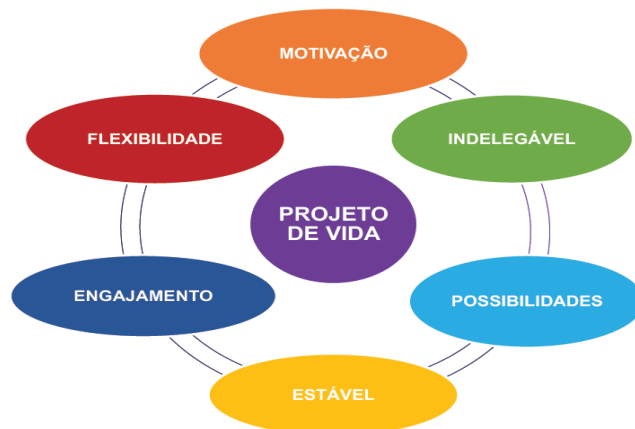 MOTIVAÇÃO
FLEXIBILIDADE
INDELEGÁVEL
PROJETO
DE VIDA
ENGAJAMENTO
POSSIBILIDADES
ESTÁVEL